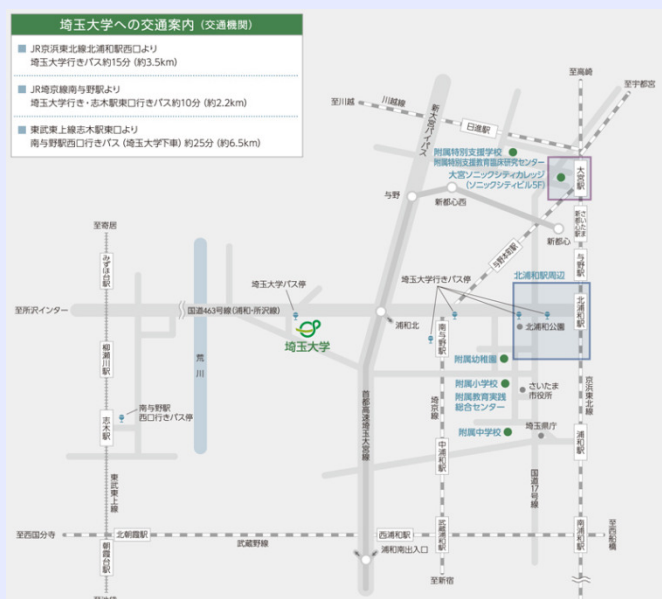 埼玉大学への交通案内（交通機関）
JR京浜東北線北浦和駅西口より
埼玉大学行きバス約15分（約3.5km）
JR埼京線南与野駅より
埼玉大学行き・志木駅東口行きバス約10分（約2.2km）
東武東上線志木駅東口より
南与野駅西口行きバス（埼玉大学下車）約25分（約6.5km）
至高崎
至宇都宮
至川越
川越線
日進駅
新大宮バイパス
附属特別支援学校
附属特別支援教育臨床研究センター
大宮ソニックシティカレッジ
（ソニックシティビル5F）
大宮駅
与野
新都心西
新都心
さいたま
新都心駅
与野本町駅
与野駅
至寄居
みずほ台駅
埼玉大学バス停
埼玉大学行きバス停
北浦和駅周辺
至所沢インター
国道463号線（浦和・所沢線）
埼玉大学
浦和北
南与野駅
北浦和公園
北浦和駅
柳瀬川駅
荒川
附属幼稚園
附属小学校
附属教育実践
総合センター
さいたま
市役所
京浜東北線
南与野駅
西口行きバス停
志木駅
首都高速埼玉大宮線
埼京線
附属中学校
埼玉県庁
中浦和駅
浦和駅
東武東上線
国道17号線
至西国分寺
北朝霞駅
武蔵野線
西浦和駅
武蔵浦和駅
南浦和駅
至西船橋
朝霞台駅
浦和南出入口
至新宿
至池袋